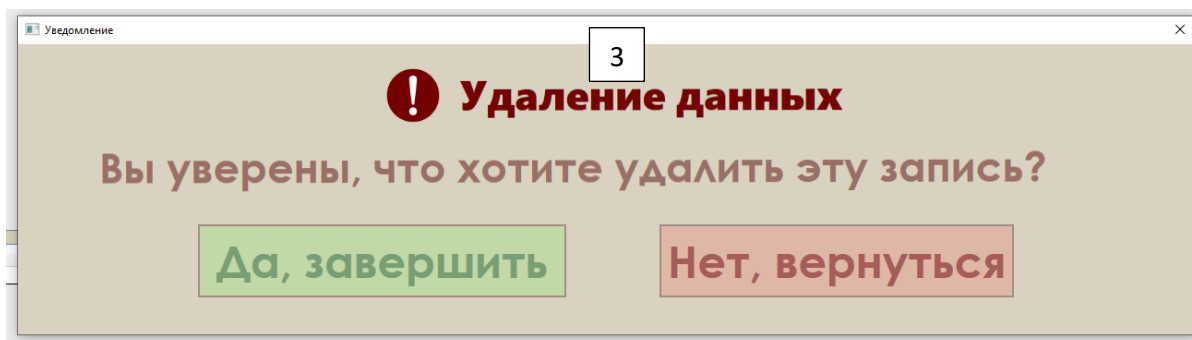 Уведомление
3
Удаление данных
Вы уверены, что хотите удалить эту запись?
Да, завершить
Нет, вернуться